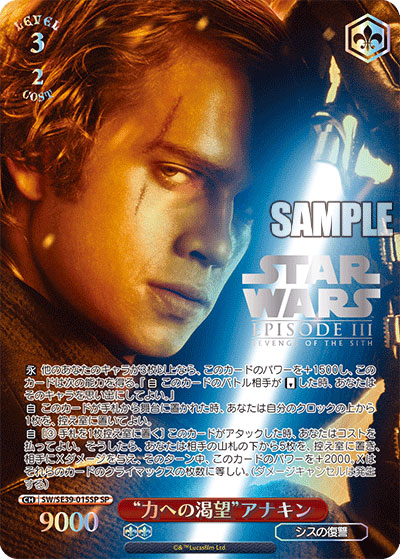 LEVEL
3
2
COST
SAMPLE
STAR
WARS
EPISODE III
REVENGE OF THE SITH
永 他のあなたのキャラが3枚以上なら、このカードのパワーを+1500し、この
カードは次の能力を得る。『自 このカードのバトル相手が した時、あなたは
そのキャラを思い出にしてよい。』
自 このカードが手札から舞台に置かれた時、あなたは自分のクロックの上から
1枚を、控え室に置いてよい。
自 [③ 手札を1枚控え室に置く] このカードがアタックした時、あなたはコストを
払ってよい。そうしたら、あなたは相手の山札の下から5枚を、控え室に置き、
相手にXダメージを与え、そのターン中、このカードのパワーを+2000。Xは
それらのカードのクライマックスの枚数に等しい。(ダメージキャンセルは発生
する)
CH SW/SE39-015SP SP
9000
"力への渇望"アナキン
シスの復讐
©&™Lucasfilm Ltd.